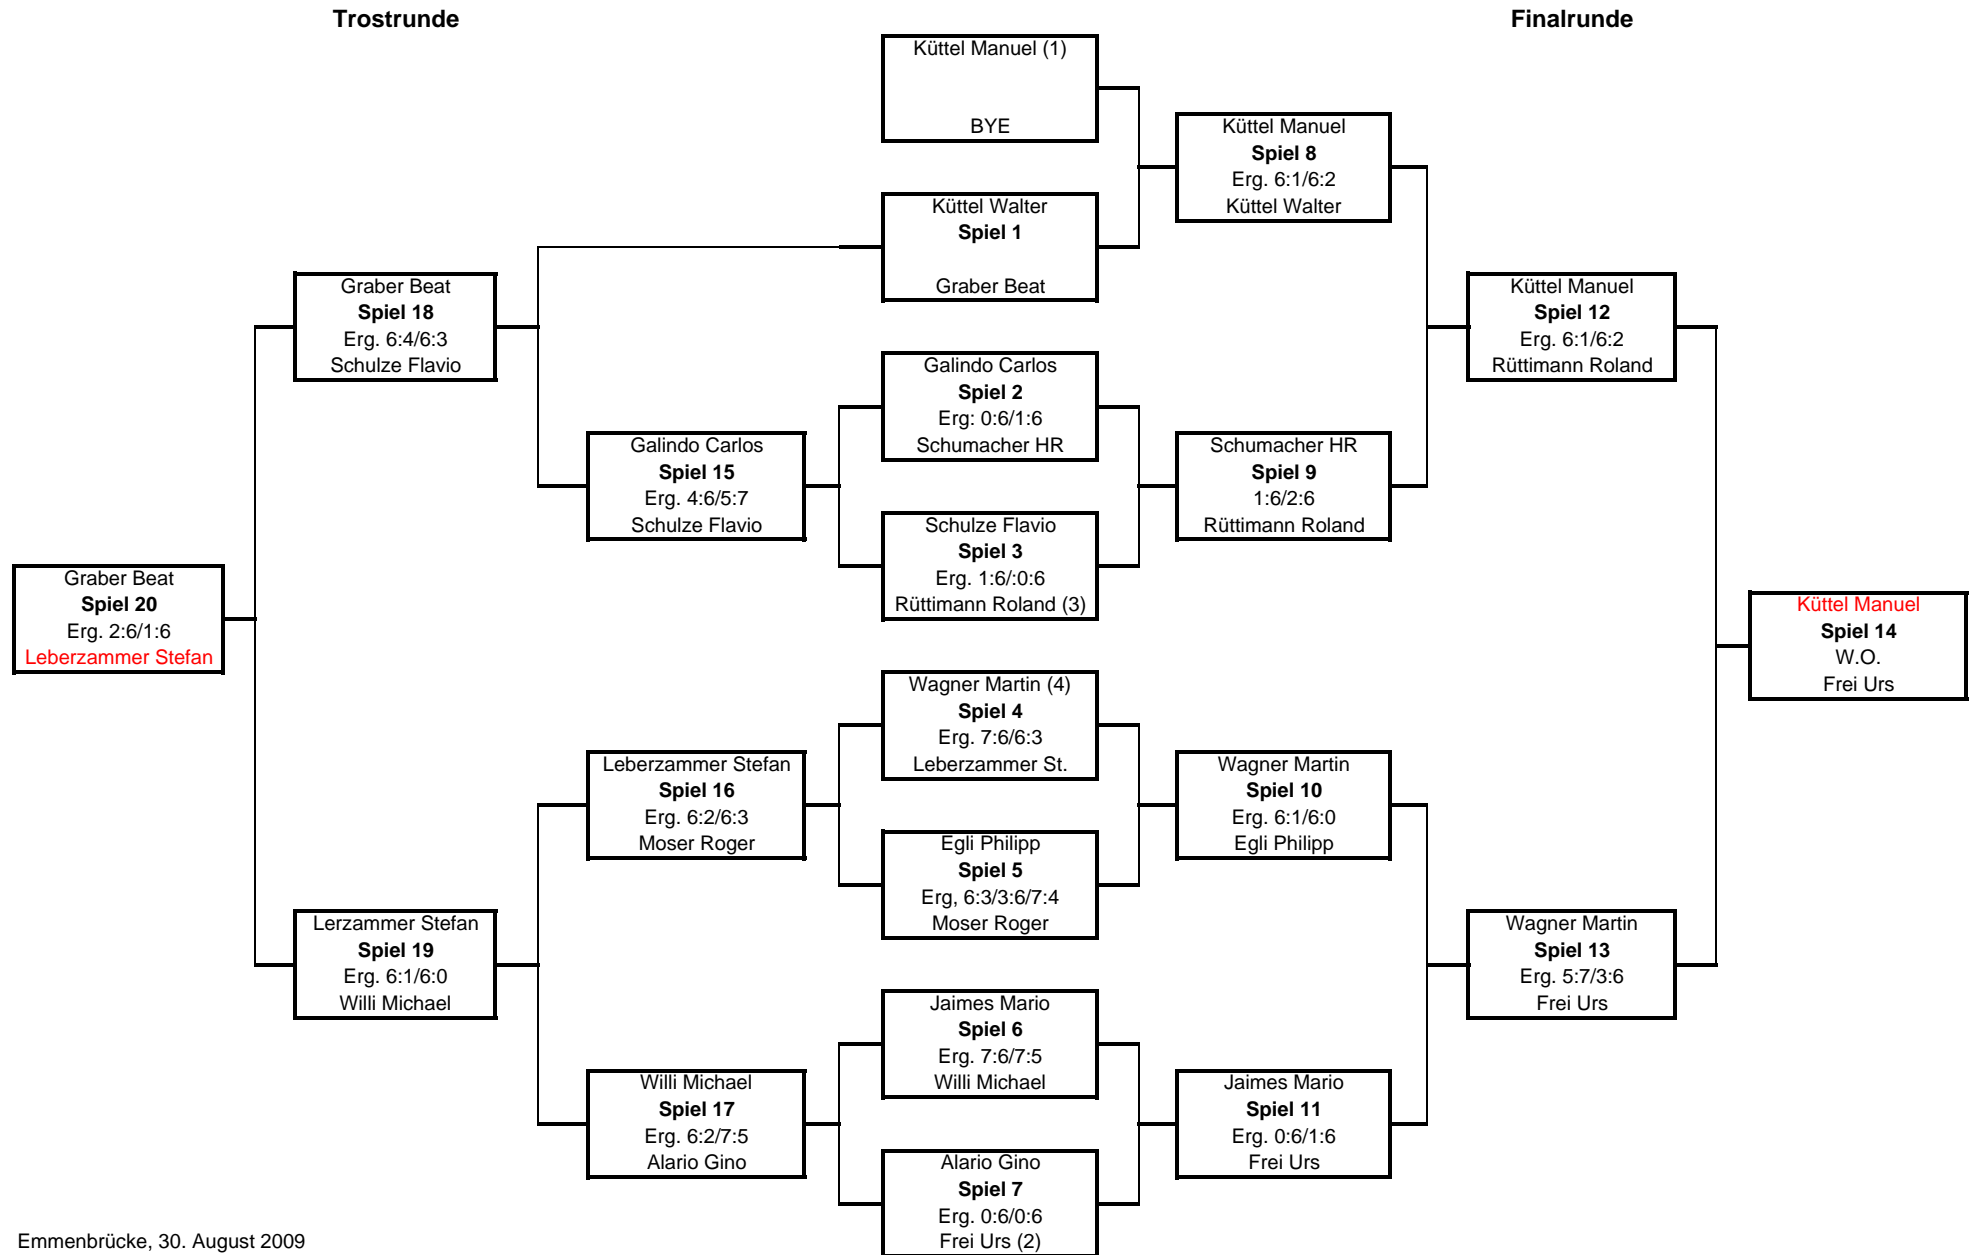 Trostrunde
Finalrunde
Küttel Manuel (1)
BYE
Küttel Manuel
Spiel 8
Erg. 6:1/6:2
Küttel Walter
Küttel Walter
Spiel 1
Graber Beat
Graber Beat
Spiel 18
Erg. 6:4/6:3
Schulze Flavio
Küttel Manuel
Spiel 12
Erg. 6:1/6:2
Rüttimann Roland
Galindo Carlos
Spiel 2
Erg: 0:6/1:6
Schumacher HR
Galindo Carlos
Spiel 15
Erg. 4:6/5:7
Schulze Flavio
Schumacher HR
Spiel 9
1:6/2:6
Rüttimann Roland
Schulze Flavio
Spiel 3
Erg. 1:6/:0:6
Rüttimann Roland (3)
Graber Beat
Spiel 20
Erg. 2:6/1:6
Leberzammer Stefan
Küttel Manuel
Spiel 14
W.O.
Frei Urs
Wagner Martin (4)
Spiel 4
Erg. 7:6/6:3
Leberzammer St.
Leberzammer Stefan
Spiel 16
Erg. 6:2/6:3
Moser Roger
Wagner Martin
Spiel 10
Erg. 6:1/6:0
Egli Philipp
Egli Philipp
Spiel 5
Erg, 6:3/3:6/7:4
Moser Roger
Lerzammer Stefan
Spiel 19
Erg. 6:1/6:0
Willi Michael
Wagner Martin
Spiel 13
Erg. 5:7/3:6
Frei Urs
Jaimes Mario
Spiel 6
Erg. 7:6/7:5
Willi Michael
Willi Michael
Spiel 17
Erg. 6:2/7:5
Alario Gino
Jaimes Mario
Spiel 11
Erg. 0:6/1:6
Frei Urs
Alario Gino
Spiel 7
Erg. 0:6/0:6
Frei Urs (2)
Emmenbrücke, 30. August 2009